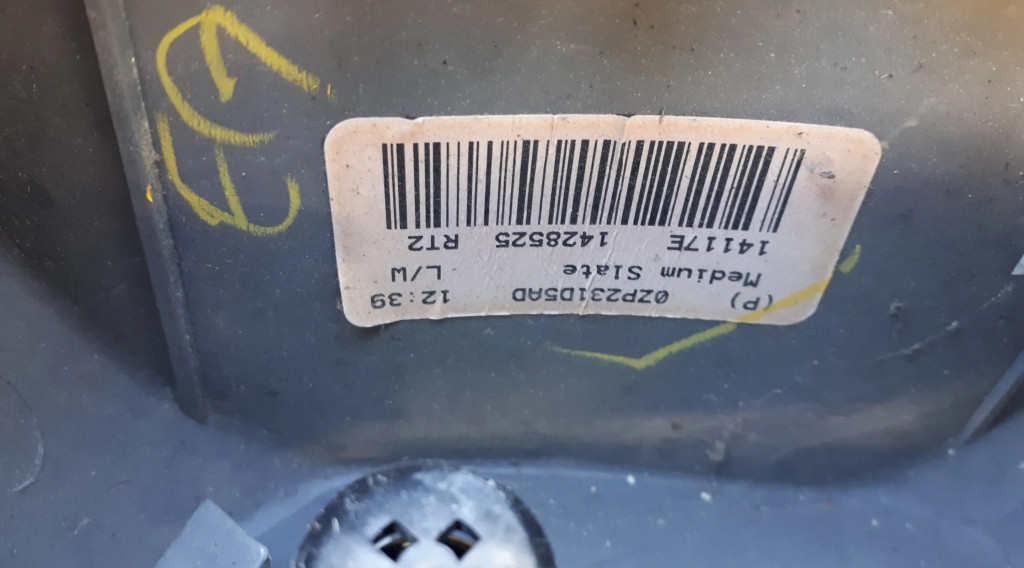 (P) 0ZP231D5AD 12:39
Medium Slate L/W
14117E 1428525 RT2